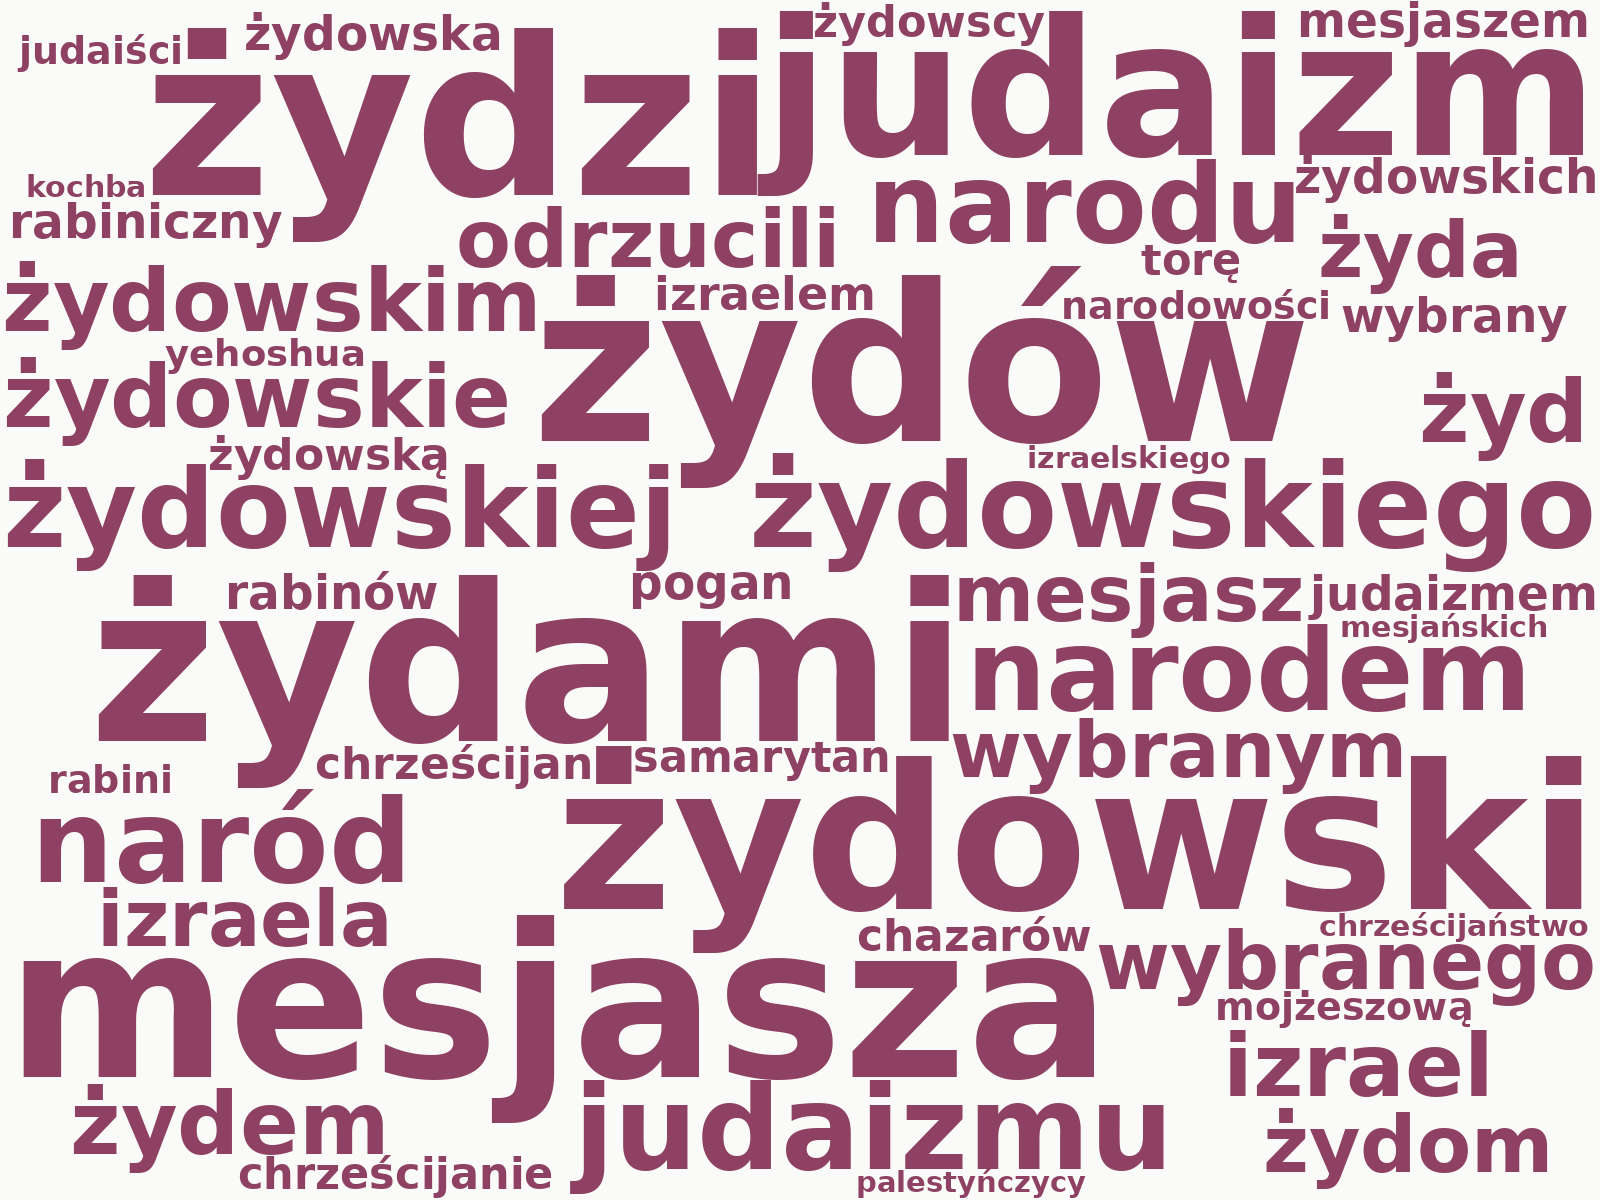 żydowscy
mesjaszem
żydowska
judaiści
żydzi
judaizm
żydowskich
kochba
narodu
rabiniczny
odrzucili
żyda
torę
żydowskim
izraelem
narodowości
wybrany
żydów
yehoshua
żydowskie
żyd
żydowską
izraelskiego
żydowskiej
żydowskiego
pogan
rabinów
mesjasz
judaizmem
mesjańskich
żydami
narodem
wybranym
chrześcijan
samarytan
rabini
naród
żydowski
izraela
chrześcijaństwo
chazarów
wybranego
mesjasza
mojżeszową
izrael
żydem
judaizmu
żydom
chrześcijanie
palestyńczycy